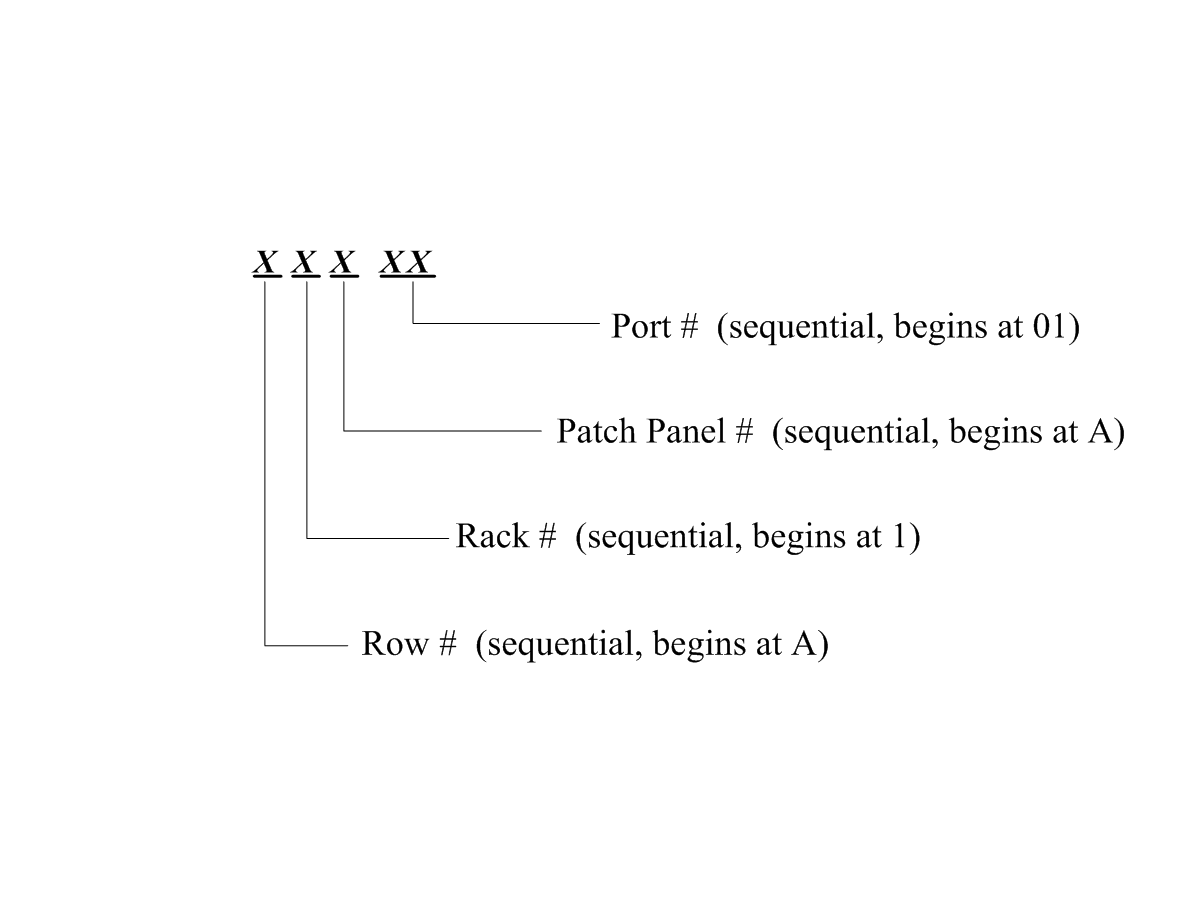 X X X XX
Port # (sequential, begins at 01)
Patch Panel # (sequential, begins at A)
Rack # (sequential, begins at 1)
Row # (sequential, begins at A)